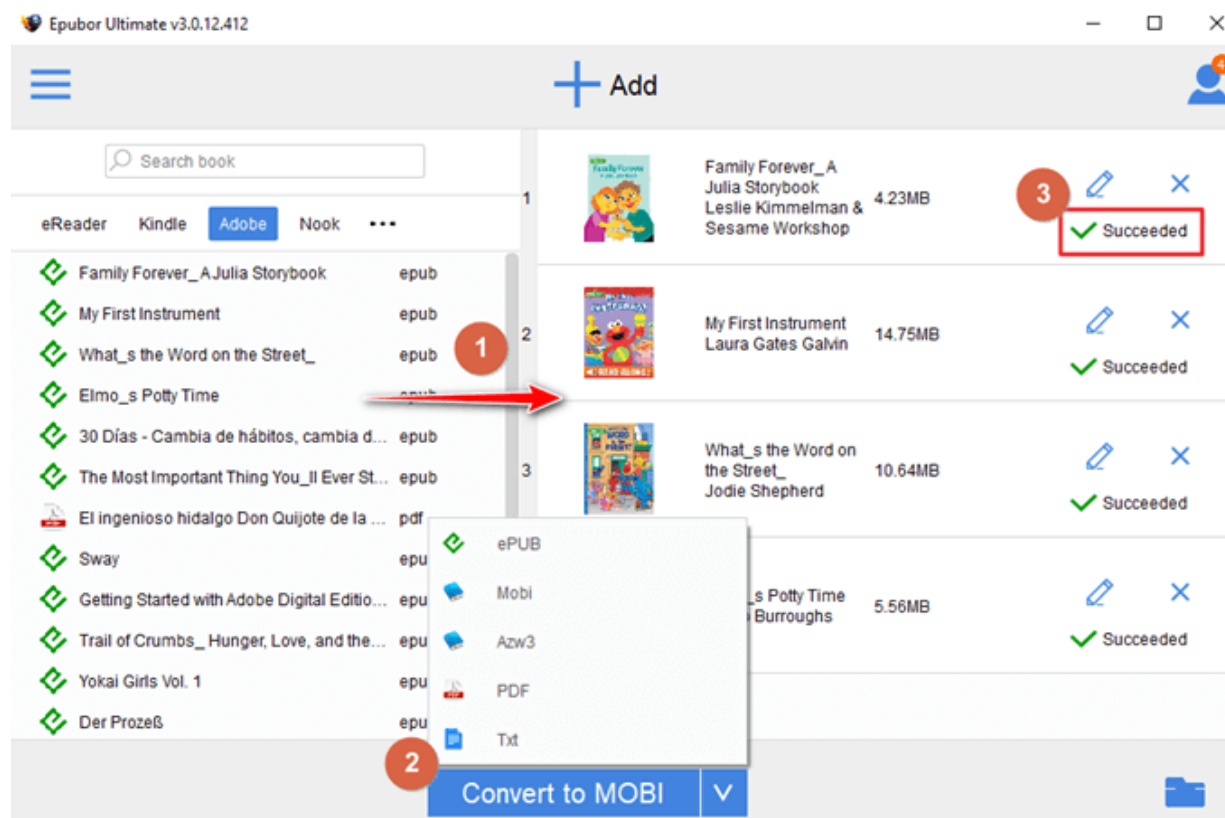 Epubor Ultimate v3.0.12.412
Add
4
Search book
eReader Kindle Adobe Nook
Family Forever_A Julia Storybook epub
My First Instrument epub
What_s the Word on the Street_ epub
Elmo_s Potty Time epub
30 Días - Cambia de hábitos, cambia d... epub
The Most Important Thing You_ll Ever St... epub
El ingenioso hidalgo Don Quijote de la ... pdf
Sway epu
Getting Started with Adobe Digital Editio... epu
Trail of Crumbs_ Hunger, Love, and the... epu
Yokai Girls Vol. 1 epu
Der Prozeß epu
1
1
Family Forever_A
Julia Storybook
Leslie Kimmelman &
Sesame Workshop
4.23MB
3
Succeeded
2
My First Instrument
Laura Gates Galvin
14.75MB
Succeeded
3
What_s the Word on
the Street_
Jodie Shepherd
10.64MB
Succeeded
_s Potty Time
Burroughs
5.56MB
Succeeded
ePUB
Mobi
Azw3
PDF
Txt
2
Convert to MOBI